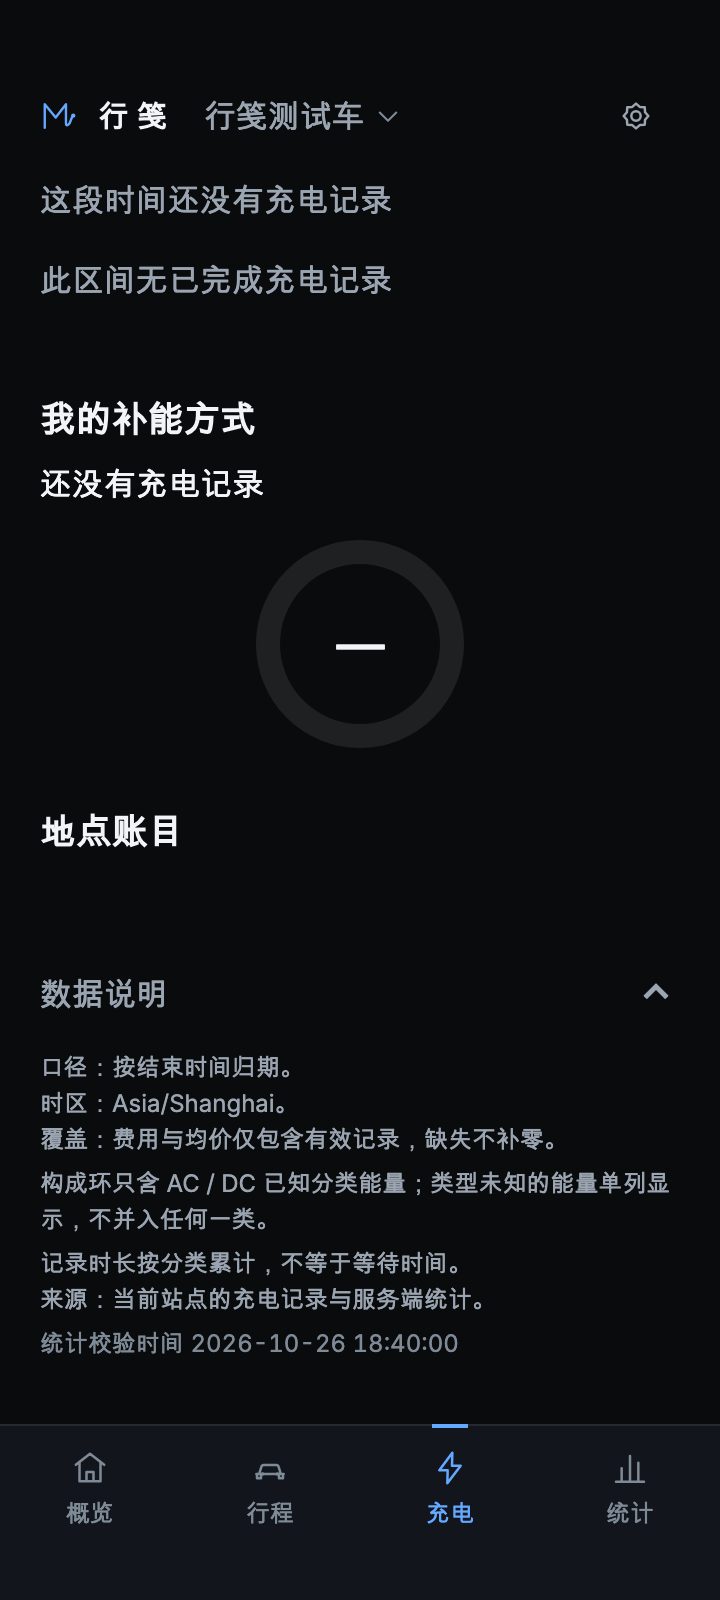 行笺 行笺测试车
这段时间还没有充电记录
此区间无已完成充电记录
我的补能方式
还没有充电记录
—
地点账目
数据说明
口径：按结束时间归期。
时区：Asia/Shanghai。
覆盖：费用与均价仅包含有效记录，缺失不补零。
构成环只含 AC / DC 已知分类能量；类型未知的能量单列显
示，不并入任何一类。
记录时长按分类累计，不等于等待时间。
来源：当前站点的充电记录与服务端统计。
统计校验时间 2026-10-26 18:40:00
概览 行程 充电 统计